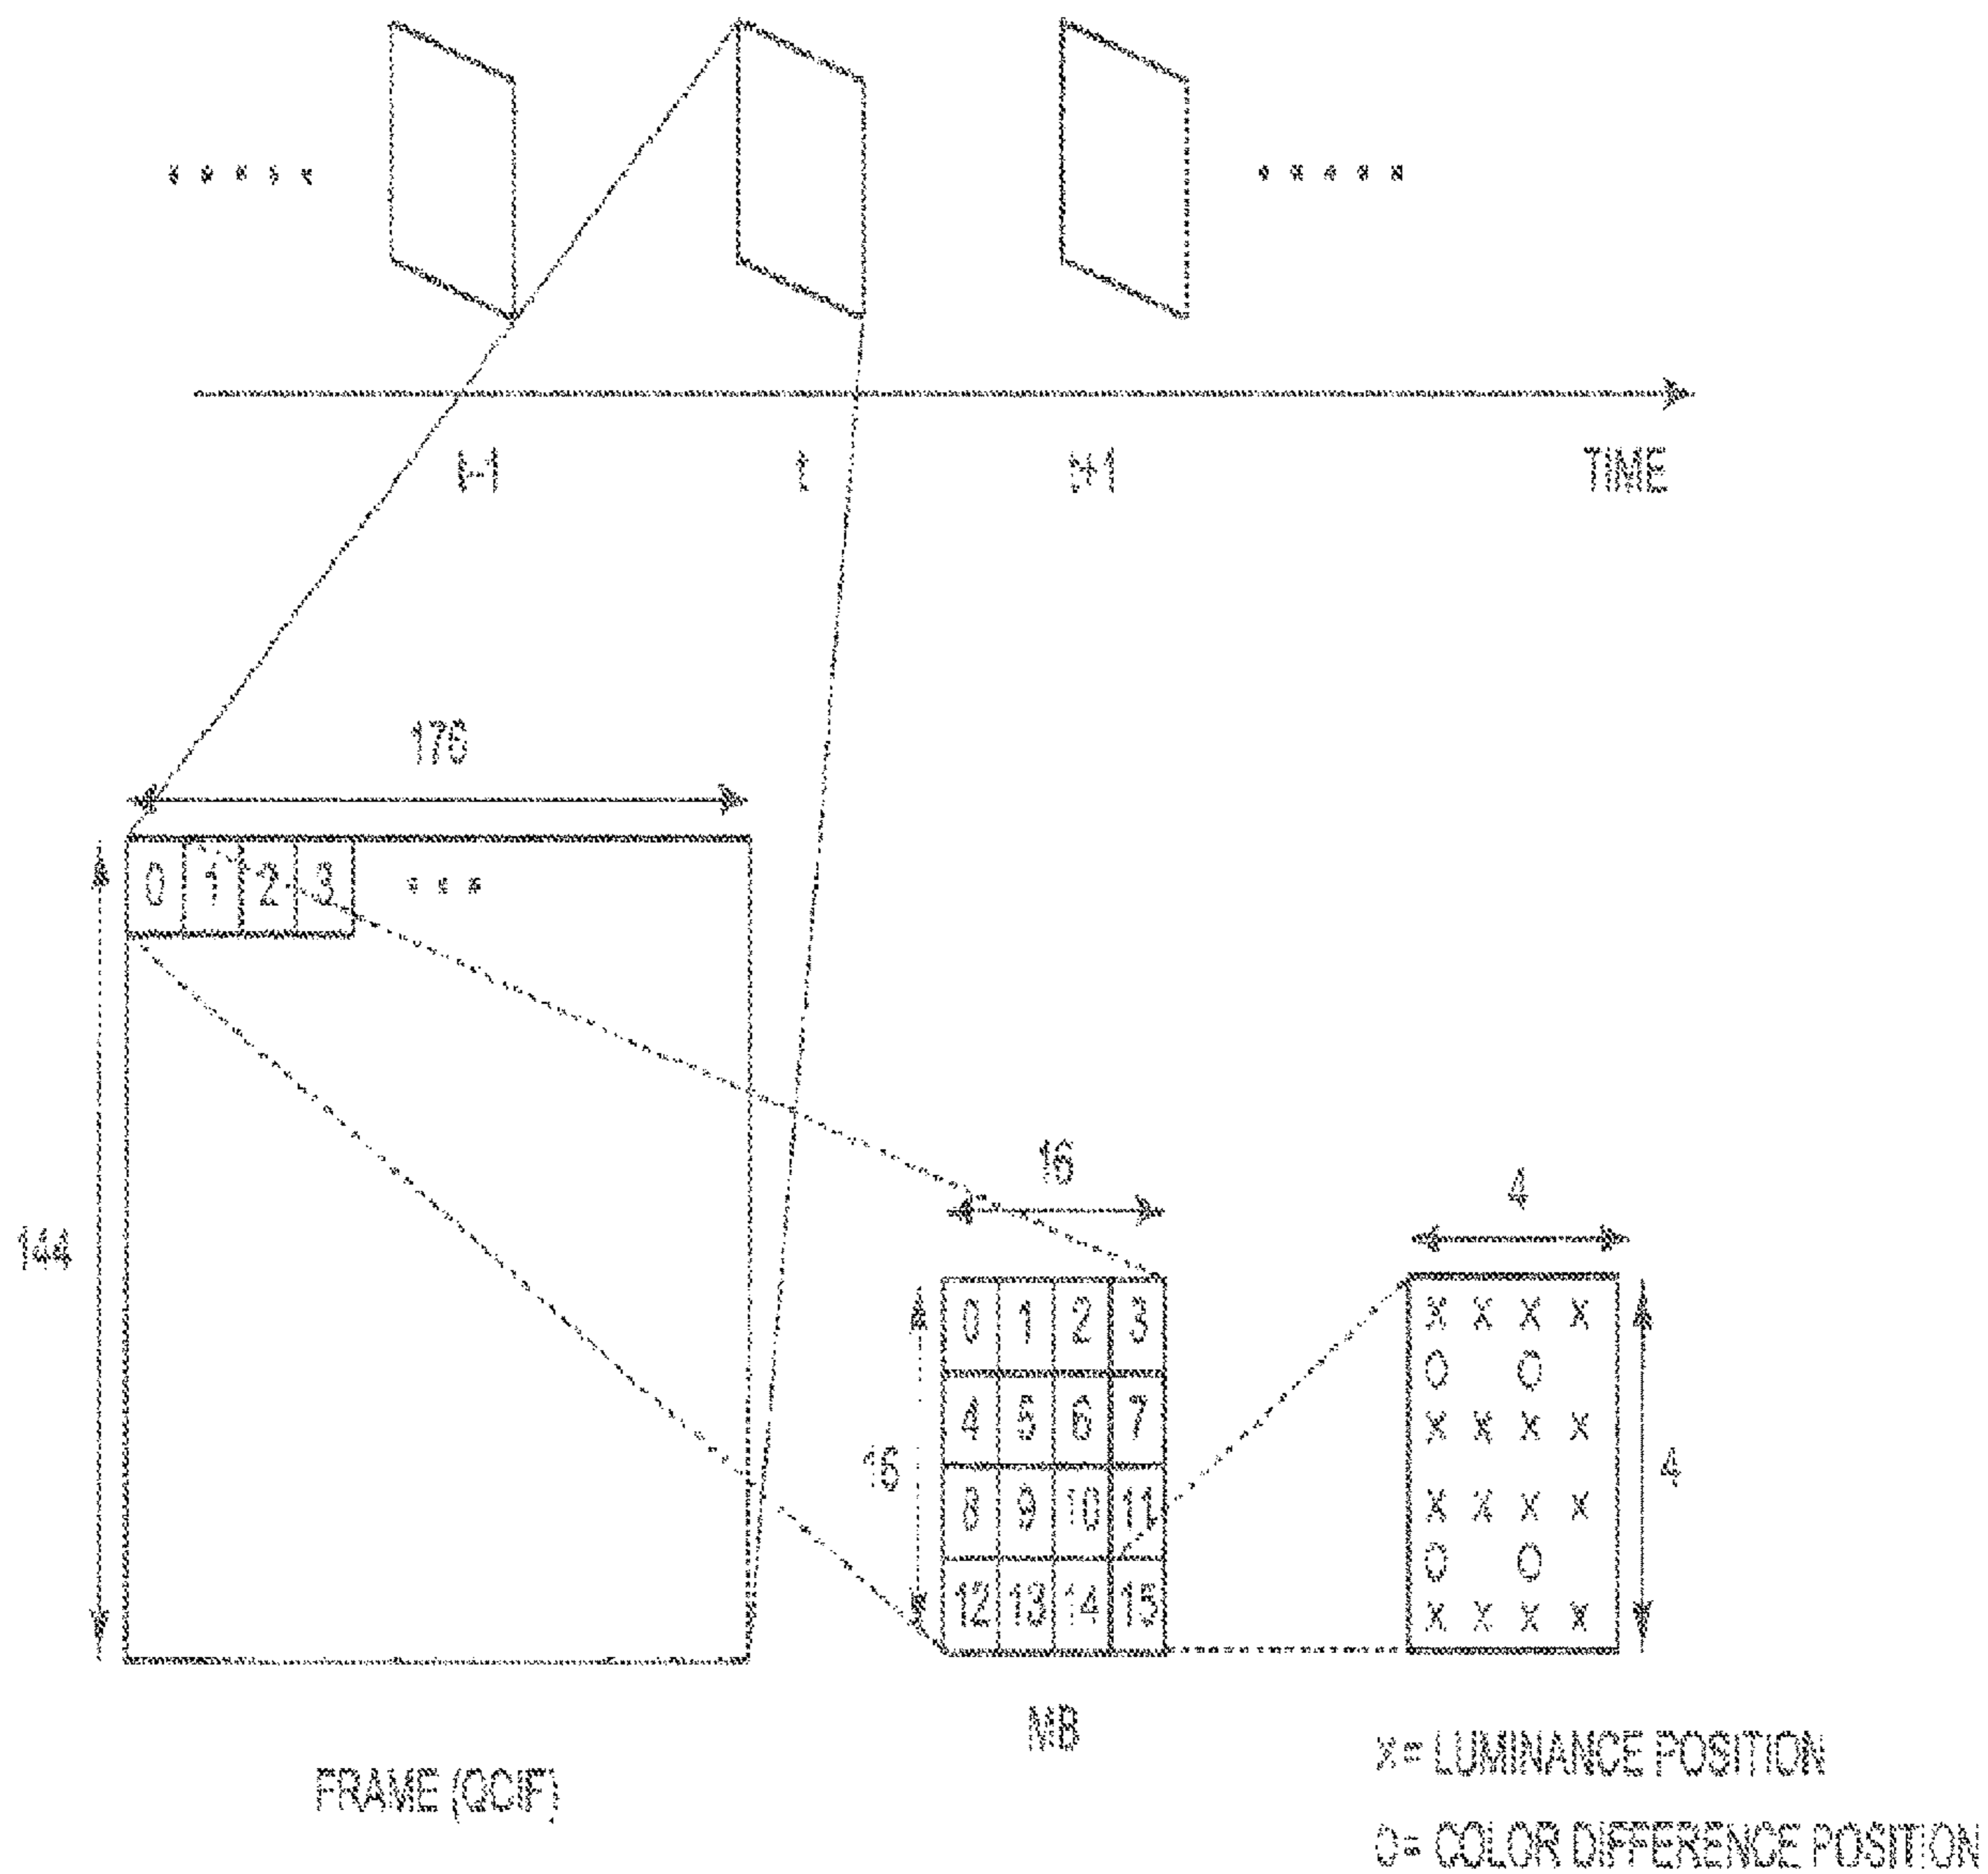 t-1 t t+1 TIME
176
0 1 2 3
144
16
4
0 1 2 3
4 5 6 7
8 9 10 11
12 13 14 15
16
X X X X
O O
X X X X
X X X X
O O
X X X X
4
MB
FRAME (QCIF)
X = LUMINANCE POSITION
O = COLOR DIFFERENCE POSITION